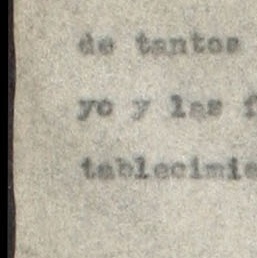 de tantos
yo y las f
tablecimie